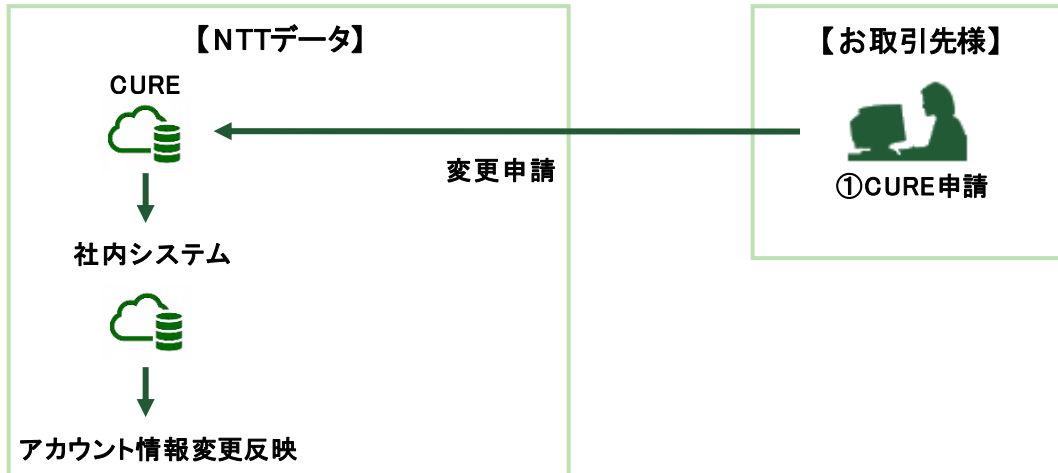 【NTTデータ】
【お取引先様】
CURE
変更申請
①CURE申請
社内システム
アカウント情報変更反映